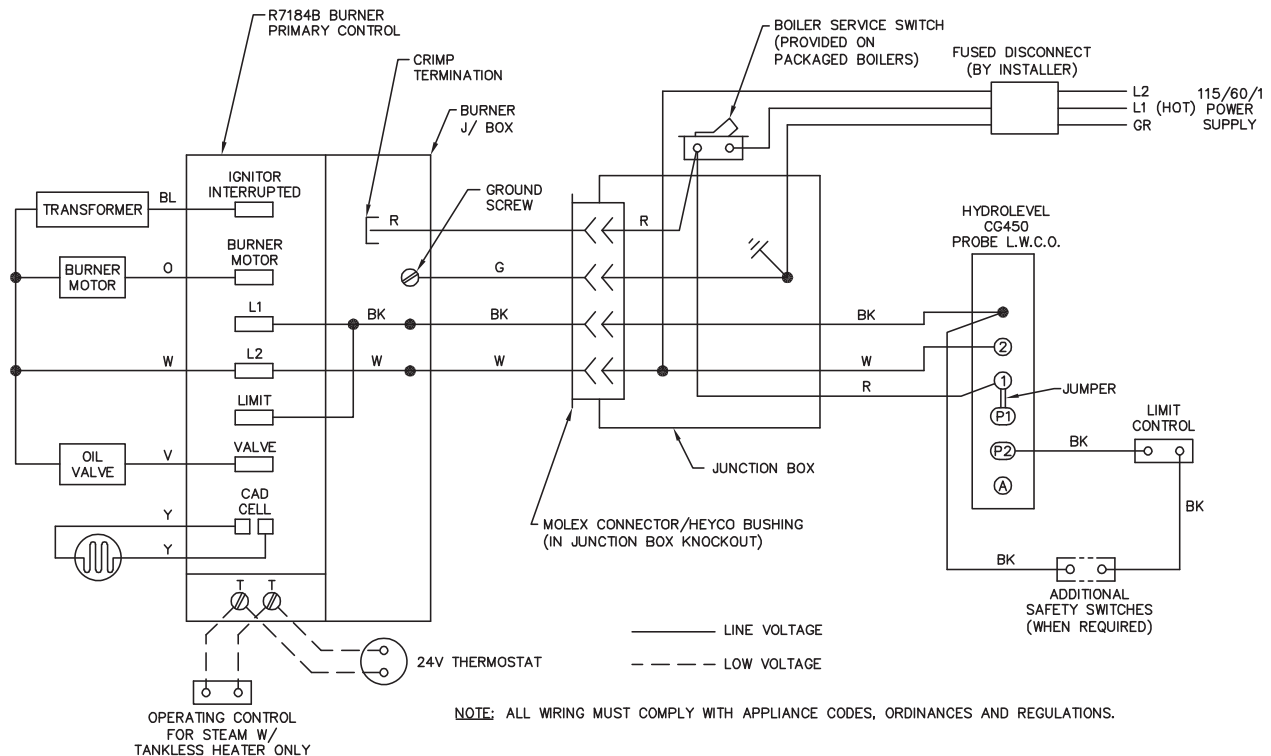 R7184B BURNER
PRIMARY CONTROL
CRIMP
TERMINATION
BURNER
J/ BOX
BOILER SERVICE SWITCH
(PROVIDED ON
PACKAGED BOILERS)
FUSED DISCONNECT
(BY INSTALLER)
L2
L1 (HOT)
GR
115/60/1
POWER
SUPPLY
TRANSFORMER
BL
IGNITOR
INTERRUPTED
GROUND
SCREW
R
R
HYDROLEVEL
CG450
PROBE L.W.C.O.
BURNER
MOTOR
O
BURNER
MOTOR
G
L1
BK
BK
BK
W
L2
W
W
W
2
R
1
JUMPER
P1
LIMIT
LIMIT
CONTROL
OIL
VALVE
V
VALVE
JUNCTION BOX
P2
BK
A
CAD
CELL
Y
Y
MOLEX CONNECTOR/HEYCO BUSHING
(IN JUNCTION BOX KNOCKOUT)
BK
BK
T T
ADDITIONAL
SAFETY SWITCHES
(WHEN REQUIRED)
LINE VOLTAGE
24V THERMOSTAT
LOW VOLTAGE
OPERATING CONTROL
FOR STEAM W/
TANKLESS HEATER ONLY
NOTE: ALL WIRING MUST COMPLY WITH APPLIANCE CODES, ORDINANCES AND REGULATIONS.